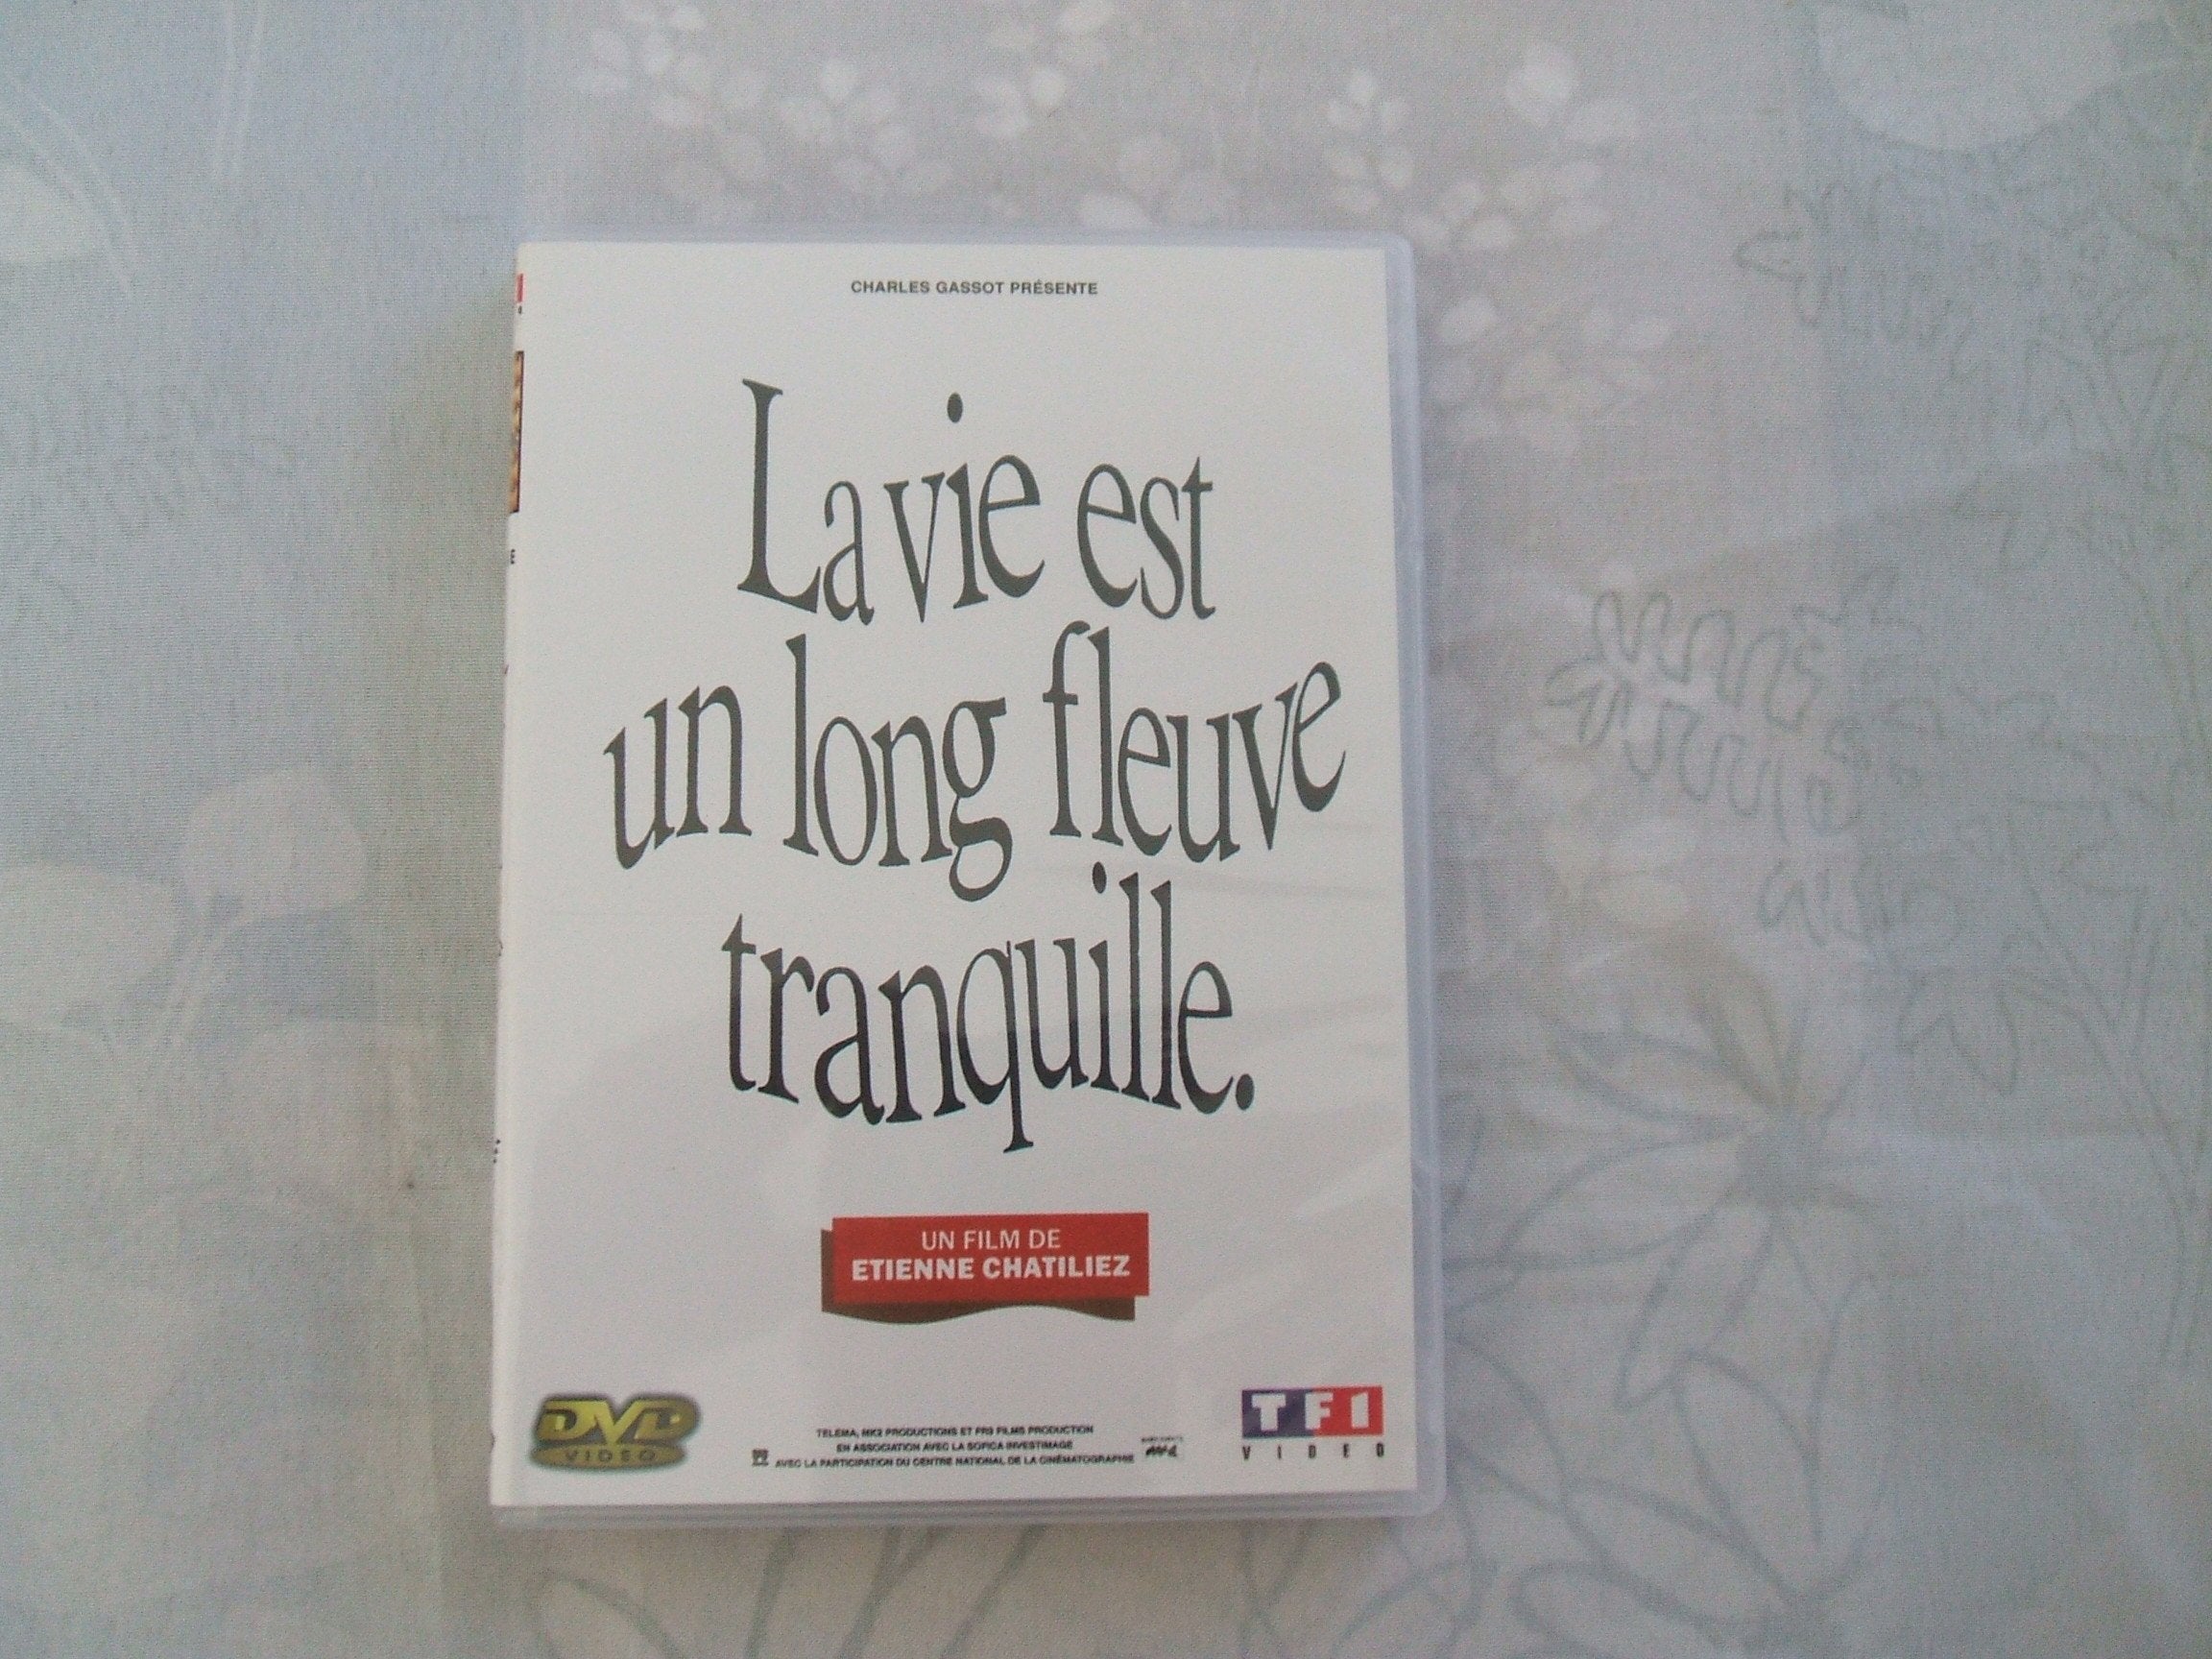 CHARLES GASSOT PRÉSENTE
La vie est
un long fleuve
tranquille.
UN FILM DE
ETIENNE CHATILIEZ
DVD
VIDEO
TELEMA, MK2 PRODUCTIONS ET FR3 FILMS PRODUCTION
EN ASSOCIATION AVEC LA SOFICA INVESTIMAGE
AVEC LA PARTICIPATION DU CENTRE NATIONAL DE LA CINÉMATOGRAPHIE
TF1
VIDEO